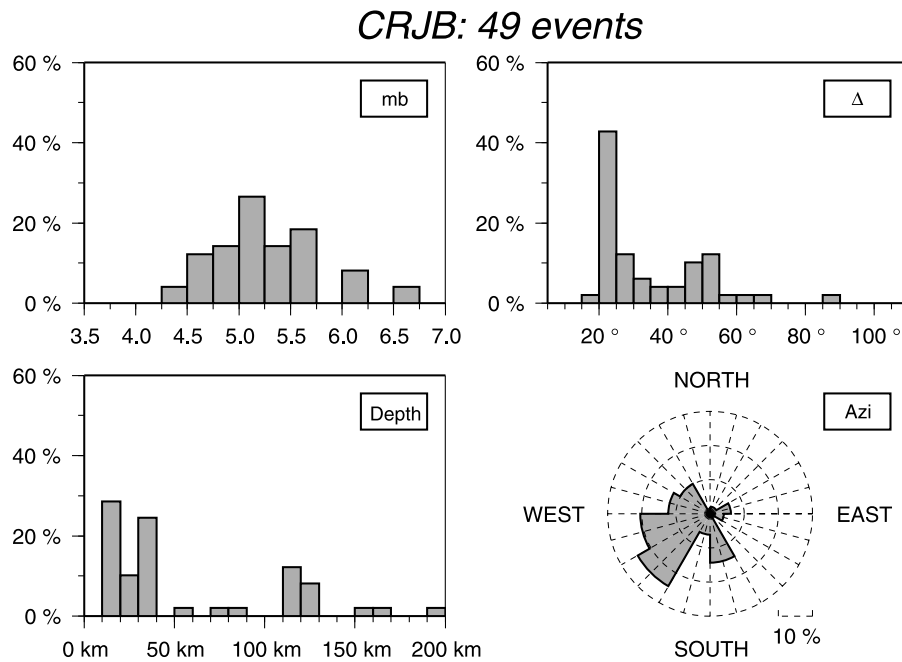 CRJB: 49 events
60 %
40 %
20 %
0 %
mb
3.5 4.0 4.5 5.0 5.5 6.0 6.5 7.0
60 %
40 %
20 %
0 %
Δ
20 ° 40 ° 60 ° 80 ° 100 °
60 %
40 %
20 %
0 %
Depth
0 km 50 km 100 km 150 km 200 km
NORTH
Azi
WEST EAST
SOUTH
10 %